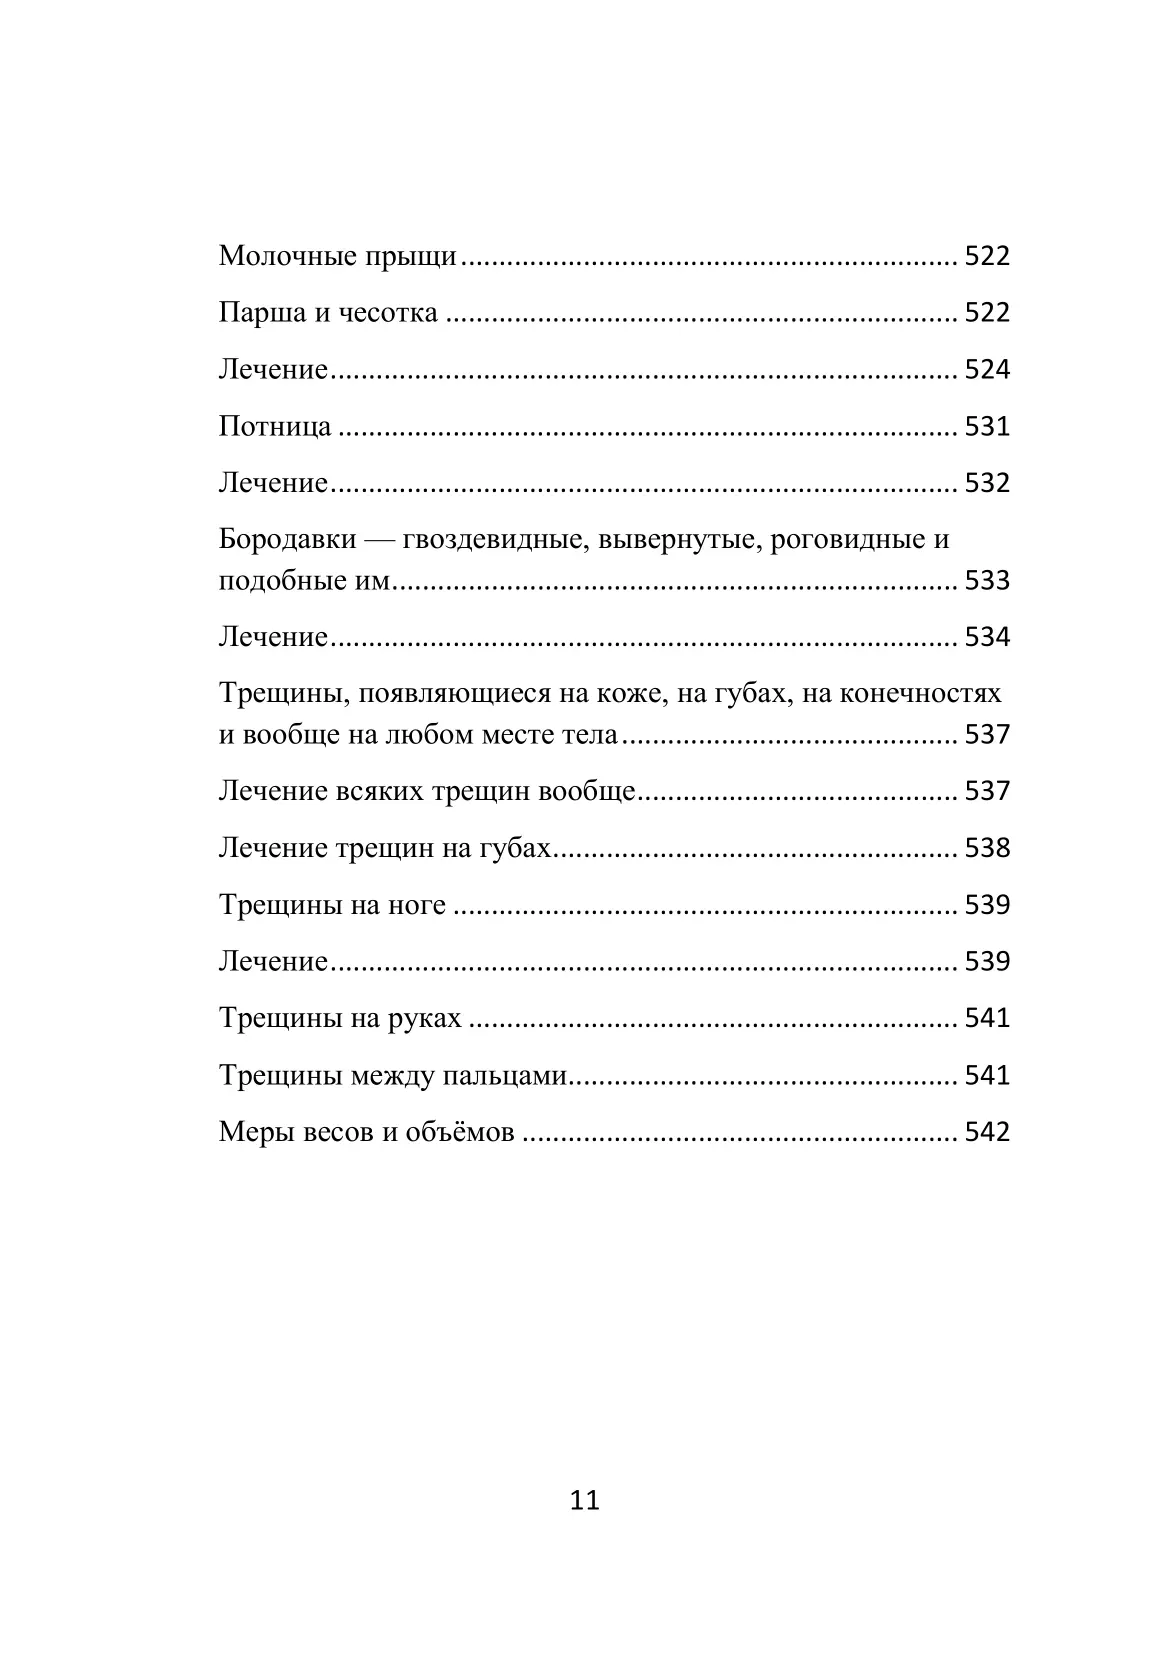 Молочные прыщи ................................................................. 522
Парша и чесотка ................................................................... 522
Лечение.................................................................................. 524
Потница ................................................................................. 531
Лечение.................................................................................. 532
Бородавки — гвоздевидные, вывернутые, роговидные и
подобные им.......................................................................... 533
Лечение.................................................................................. 534
Трещины, появляющиеся на коже, на губах, на конечностях
и вообще на любом месте тела ............................................ 537
Лечение всяких трещин вообще.......................................... 537
Лечение трещин на губах..................................................... 538
Трещины на ноге .................................................................. 539
Лечение.................................................................................. 539
Трещины на руках ................................................................ 541
Трещины между пальцами................................................... 541
Меры весов и объёмов ......................................................... 542
11